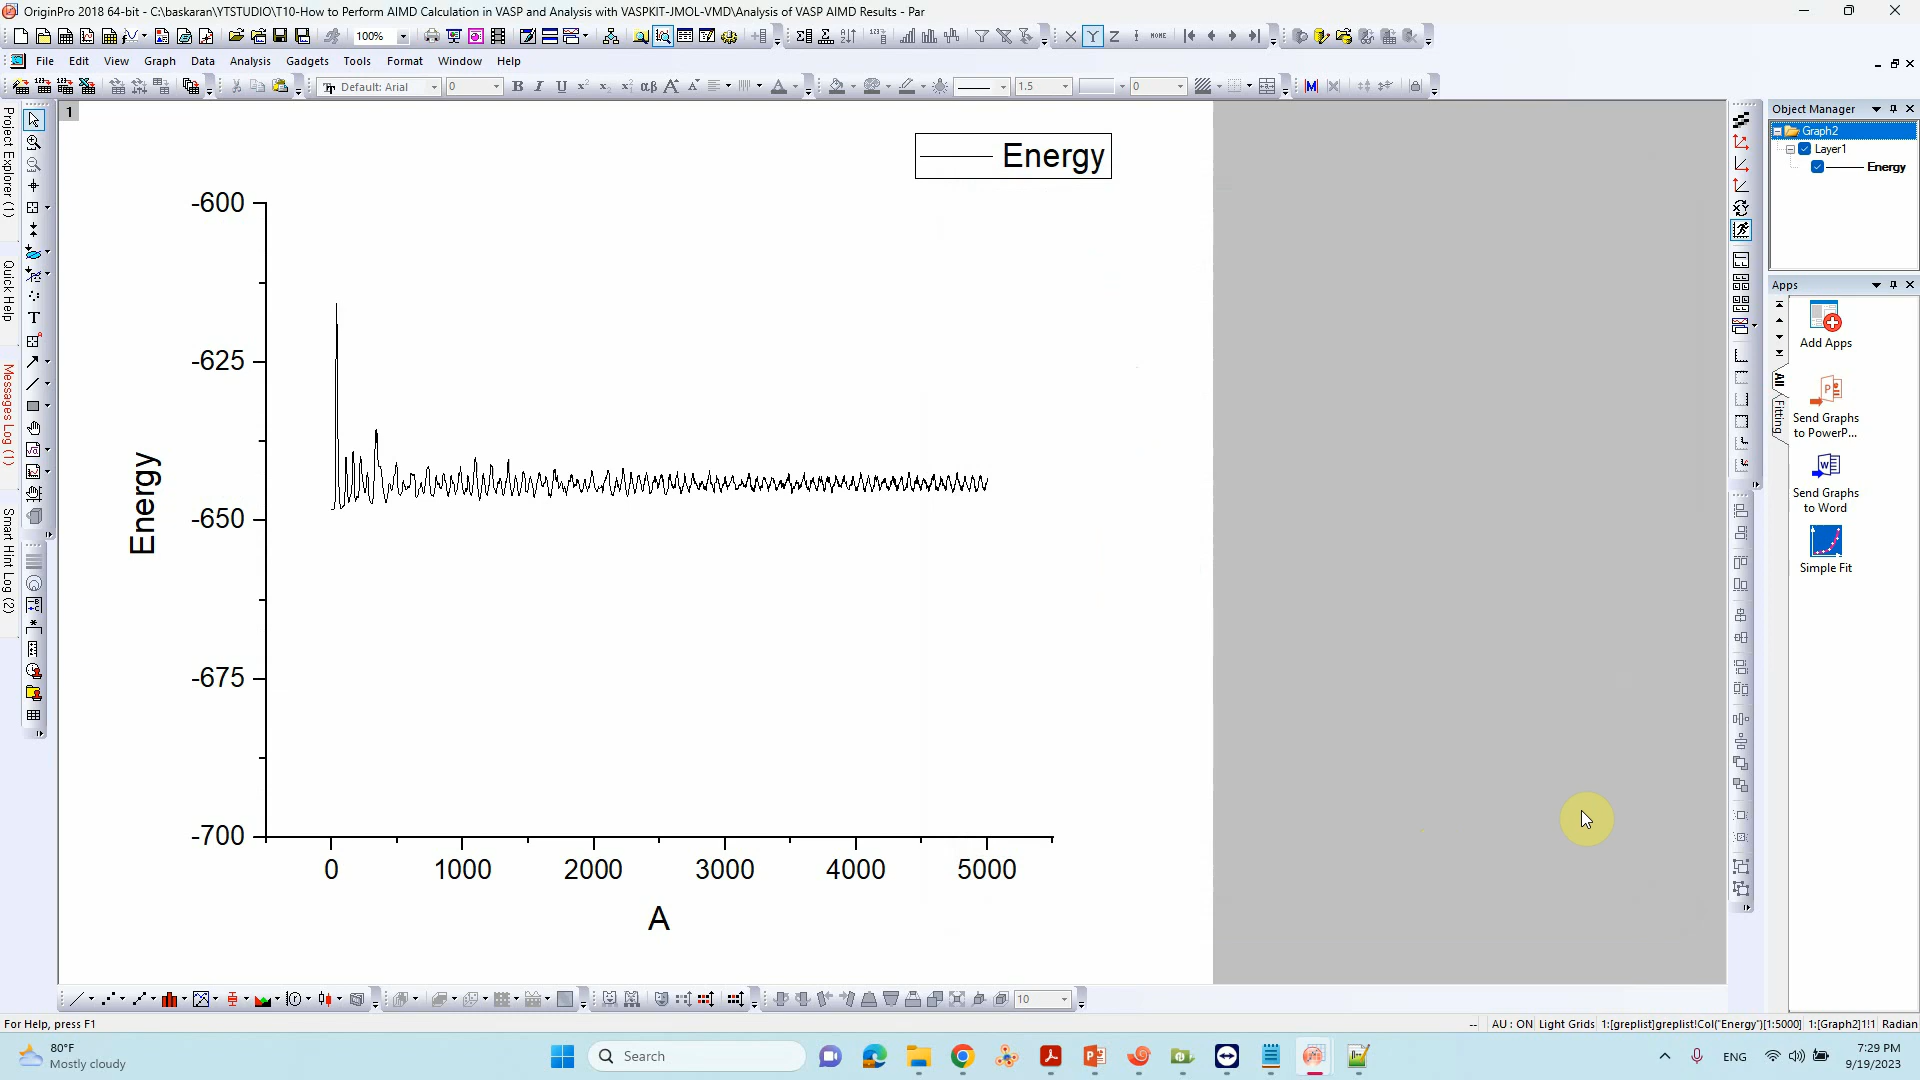 OriginPro 2018 64-bit - C:\baskaran\YTSTUDIO\T10-How to Perform AIMD Calculation in VASP and Analysis with VASPKIT-JMOL-VMD\Analysis of VASP AIMD Results - Par
100%
X Y Z HOME
File Edit View Graph Data Analysis Gadgets Tools Format Window Help
Default: Arial 0 B I U αβ A A 1.5 0
Project Explorer (1)
Quick Help
Messages Log (1)
Smart Hint Log (2)
1
Energy
-600
-625
-650
-675
-700
Energy
0 1000 2000 3000 4000 5000
A
Object Manager
Graph2
Layer1
Energy
Apps
All
Fitting
Add Apps
Send Graphs
to PowerP...
Send Graphs
to Word
Simple Fit
10
For Help, press F1
-- AU : ON Light Grids 1:[greplist]greplist!Col("Energy")[1:5000] 1:[Graph2]1!1 Radian
80°F
Mostly cloudy
Search
ENG
7:29 PM
9/19/2023